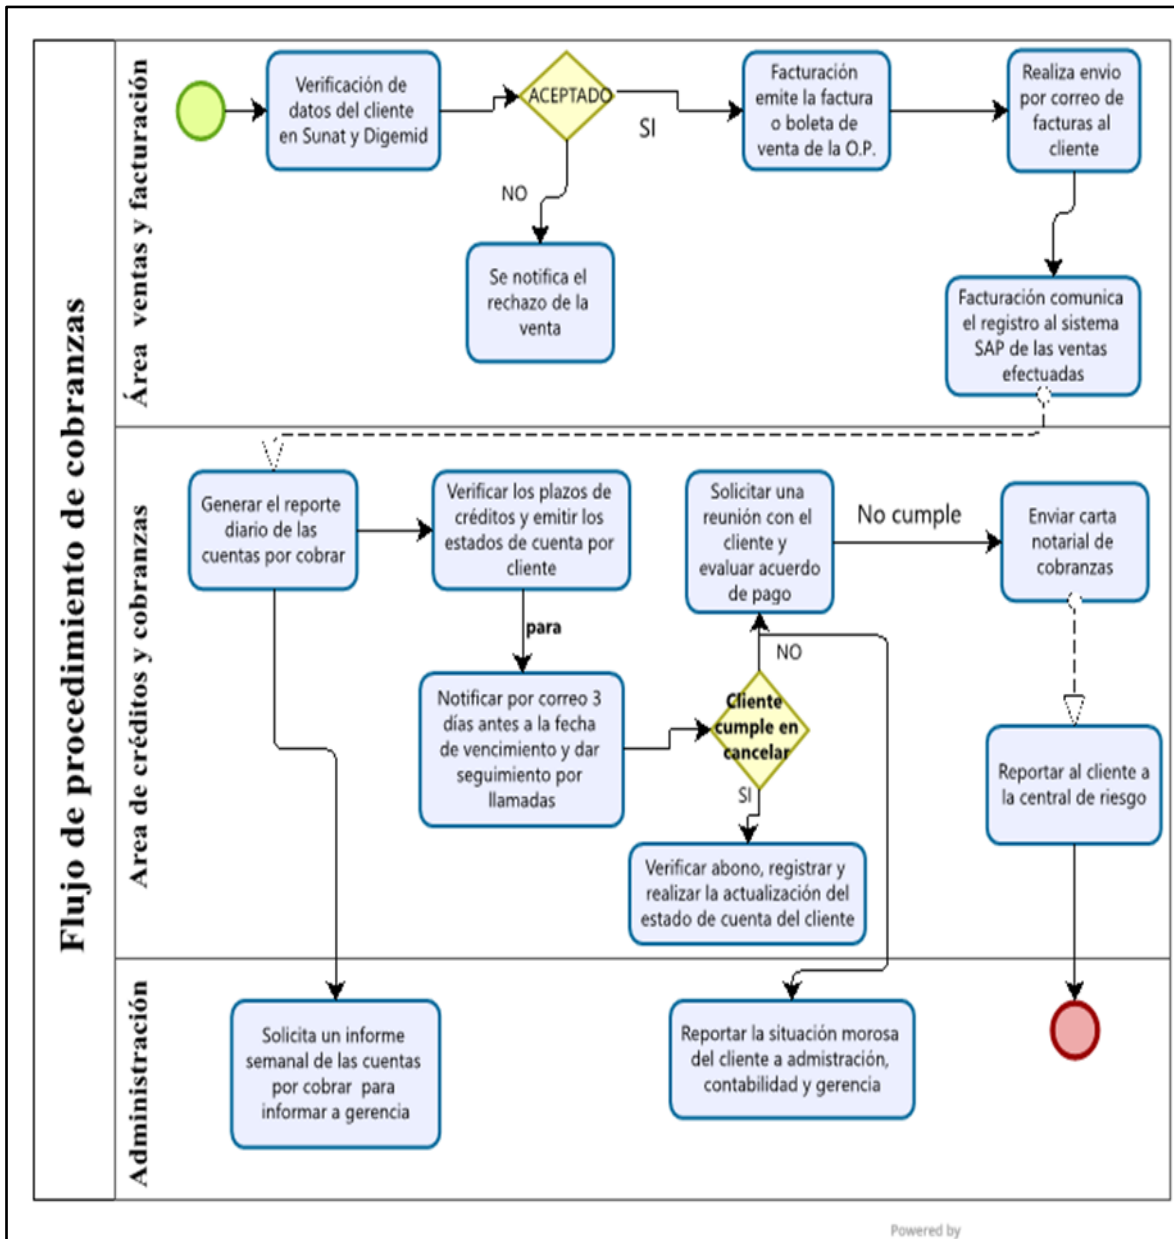 Flujo de procedimiento de cobranzas
Área ventas y facturación
Verificación de
datos del cliente
en Sunat y Digemid
ACEPTADO
SI
NO
Se notifica el
rechazo de la
venta
Facturación
emite la factura
o boleta de
venta de la O.P.
Realiza envio
por correo de
facturas al
cliente
Facturación comunica
el registro al sistema
SAP de las ventas
efectuadas
Area de créditos y cobranzas
Generar el reporte
diario de las
cuentas por cobrar
Verificar los plazos de
créditos y emitir los
estados de cuenta por
cliente
para
Notificar por correo 3
días antes a la fecha
de vencimiento y dar
seguimiento por
llamadas
Cliente
cumple en
cancelar
NO
SI
Solicitar una
reunión con el
cliente y
evaluar acuerdo
de pago
No cumple
Enviar carta
notarial de
cobranzas
Reportar al cliente a
la central de riesgo
Verificar abono, registrar y
realizar la actualización del
estado de cuenta del cliente
Administración
Solicita un informe
semanal de las cuentas
por cobrar para
informar a gerencia
Reportar la situación morosa
del cliente a admistración,
contabilidad y gerencia
Powered by